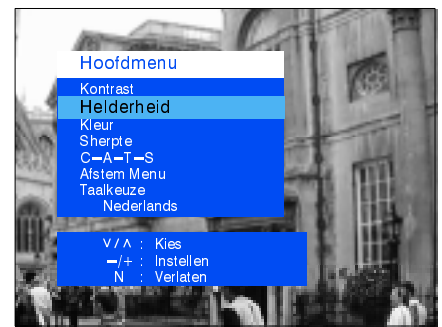 Hoofdmenu
Kontrast
Helderheid
Kleur
Sherpte
C–A–T–S
Afstem Menu
Taalkeuze
Nederlands
∨/∧ : Kies
–/+ : Instellen
N : Verlaten